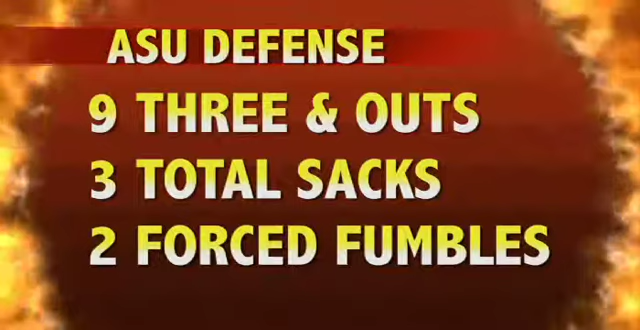 ASU DEFENSE
9 THREE & OUTS
3 TOTAL SACKS
2 FORCED FUMBLES